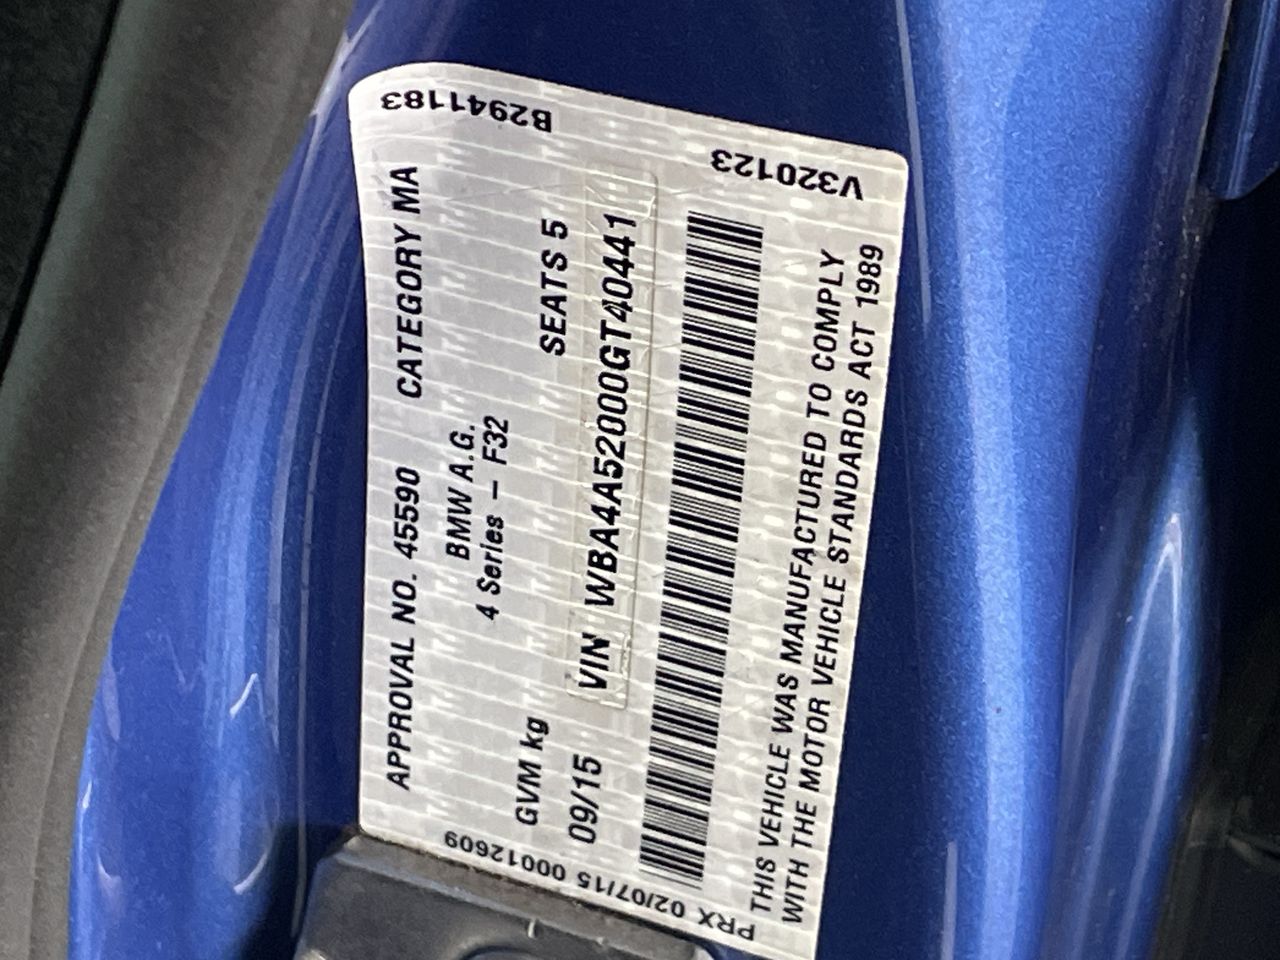 APPROVAL NO. 45590 CATEGORY MA
BMW A.G.
4 Series – F32
GVM kg SEATS 5
09/15 VIN WBA4A52000GT40441
THIS VEHICLE WAS MANUFACTURED TO COMPLY
WITH THE MOTOR VEHICLE STANDARDS ACT 1989
B2941183
V320123
PRX 02/07/15 00012609